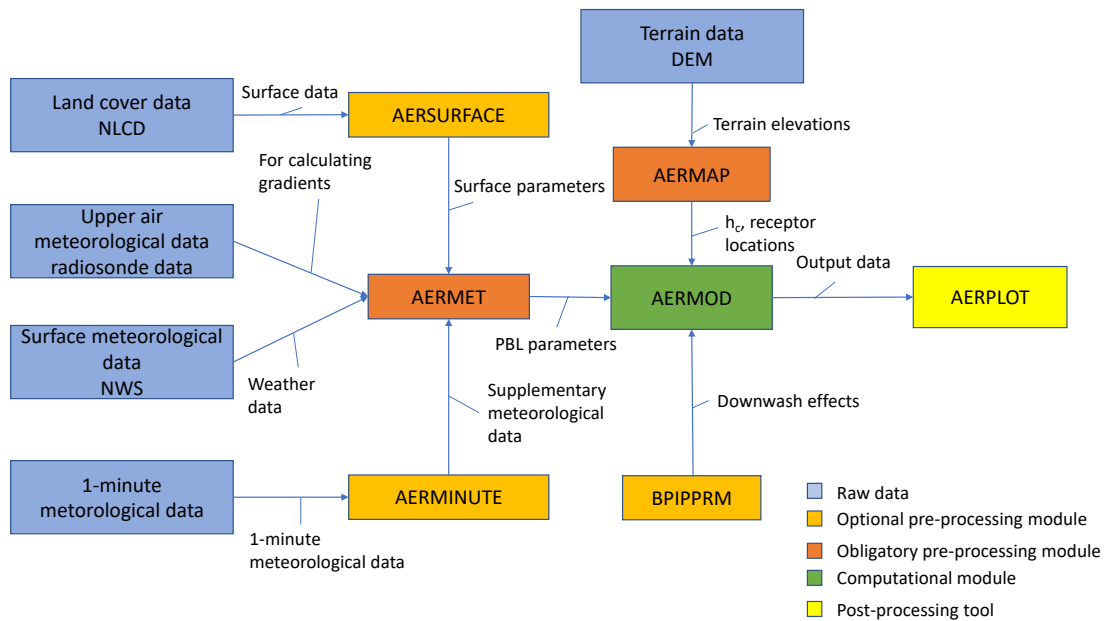 Terrain data
DEM
Land cover data
NLCD
Surface data
AERSURFACE
Terrain elevations
For calculating
gradients
Surface parameters
AERMAP
Upper air
meteorological data
radiosonde data
hc, receptor
locations
Output data
AERMET
AERMOD
AERPLOT
PBL parameters
Surface meteorological
data
NWS
Weather
data
Supplementary
meteorological
data
Downwash effects
1-minute
metorological data
AERMINUTE
BPIPPRM
1-minute
meteorological data
Raw data
Optional pre-processing module
Obligatory pre-processing module
Computational module
Post-processing tool